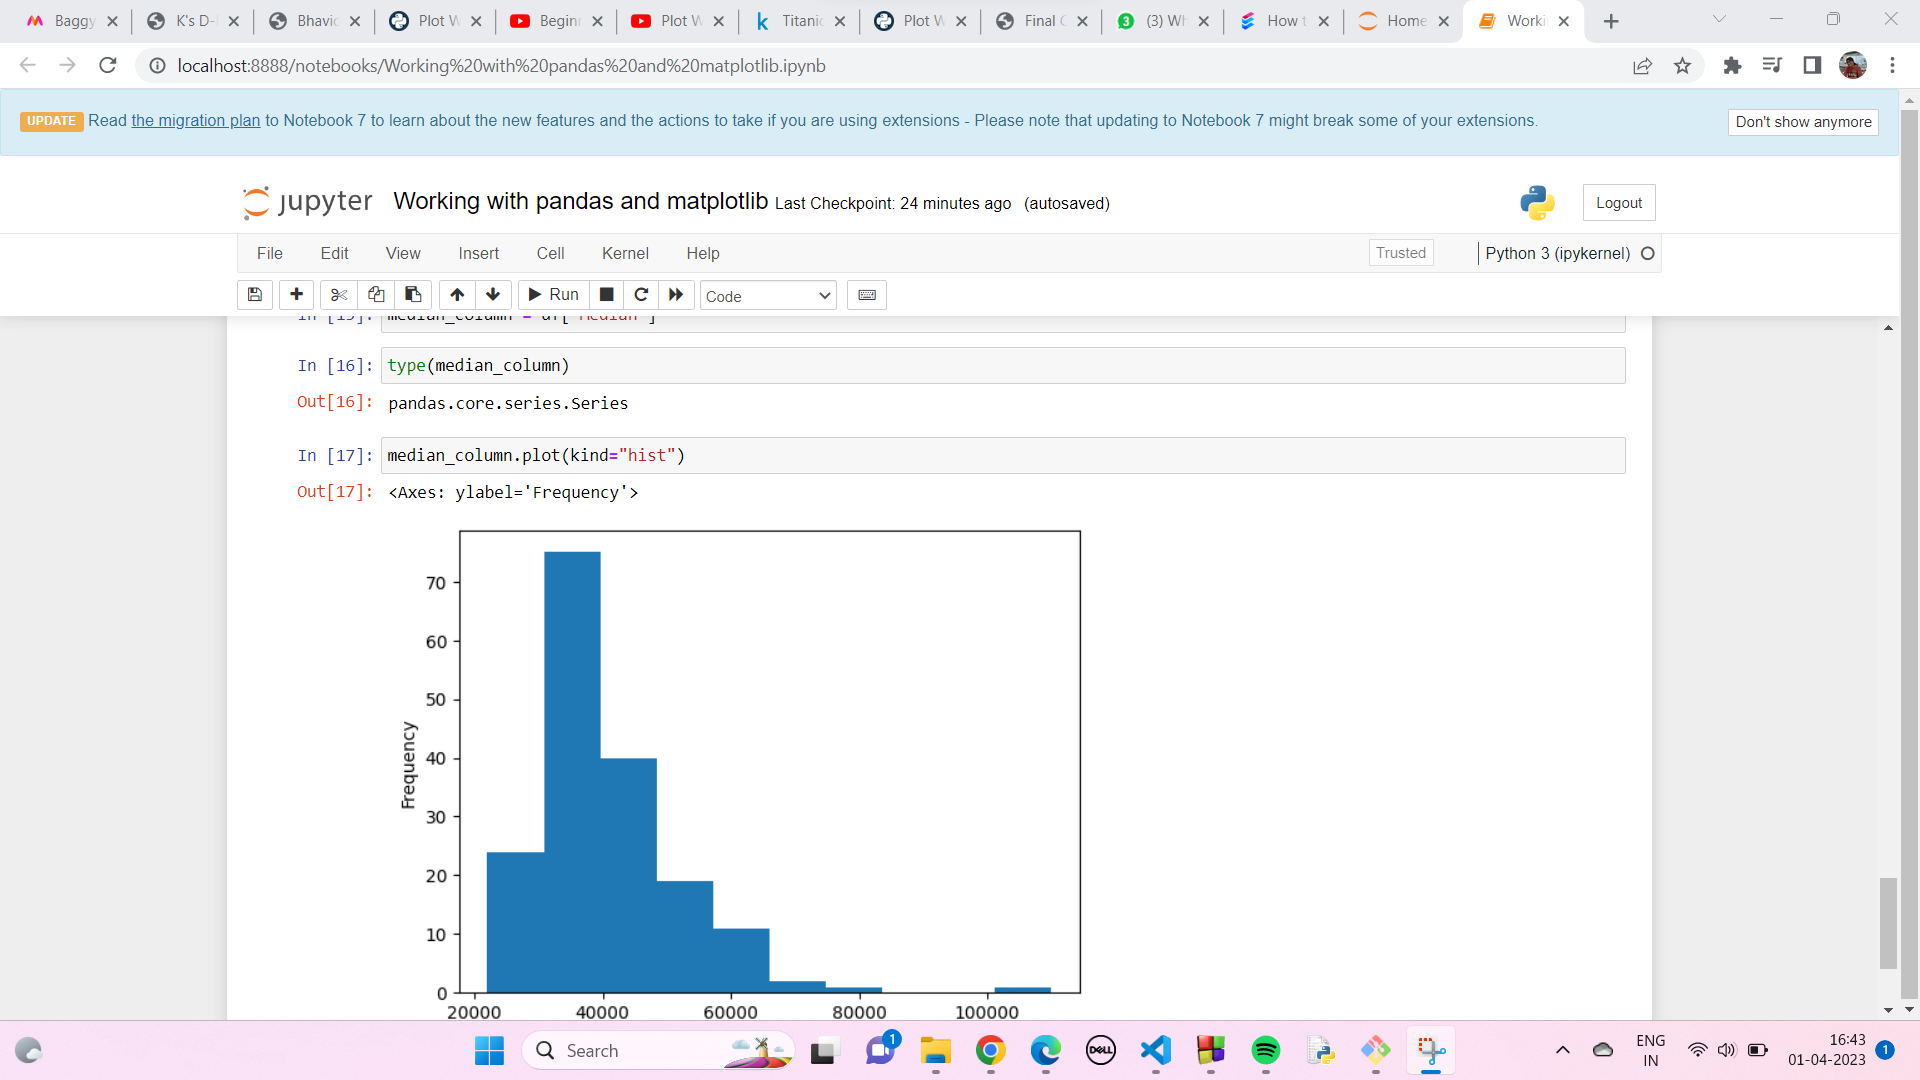 Baggy
K's D-
Bhavic
Plot W
Begin
Plot W
Titanic
Plot W
Final
(3) Wh
How t
Home
Worki
localhost:8888/notebooks/Working%20with%20pandas%20and%20matplotlib.ipynb
UPDATE Read the migration plan to Notebook 7 to learn about the new features and the actions to take if you are using extensions - Please note that updating to Notebook 7 might break some of your extensions.
Don't show anymore
jupyter Working with pandas and matplotlib Last Checkpoint: 24 minutes ago (autosaved)
Logout
File Edit View Insert Cell Kernel Help
Trusted
Python 3 (ipykernel)
Run
Code
In [15]: median_column = df["Median"]
In [16]: type(median_column)
Out[16]: pandas.core.series.Series
In [17]: median_column.plot(kind="hist")
Out[17]: <Axes: ylabel='Frequency'>
70
60
50
40
30
20
10
0
Frequency
20000 40000 60000 80000 100000
Search
1
DELL
ENG
IN
16:43
01-04-2023
1